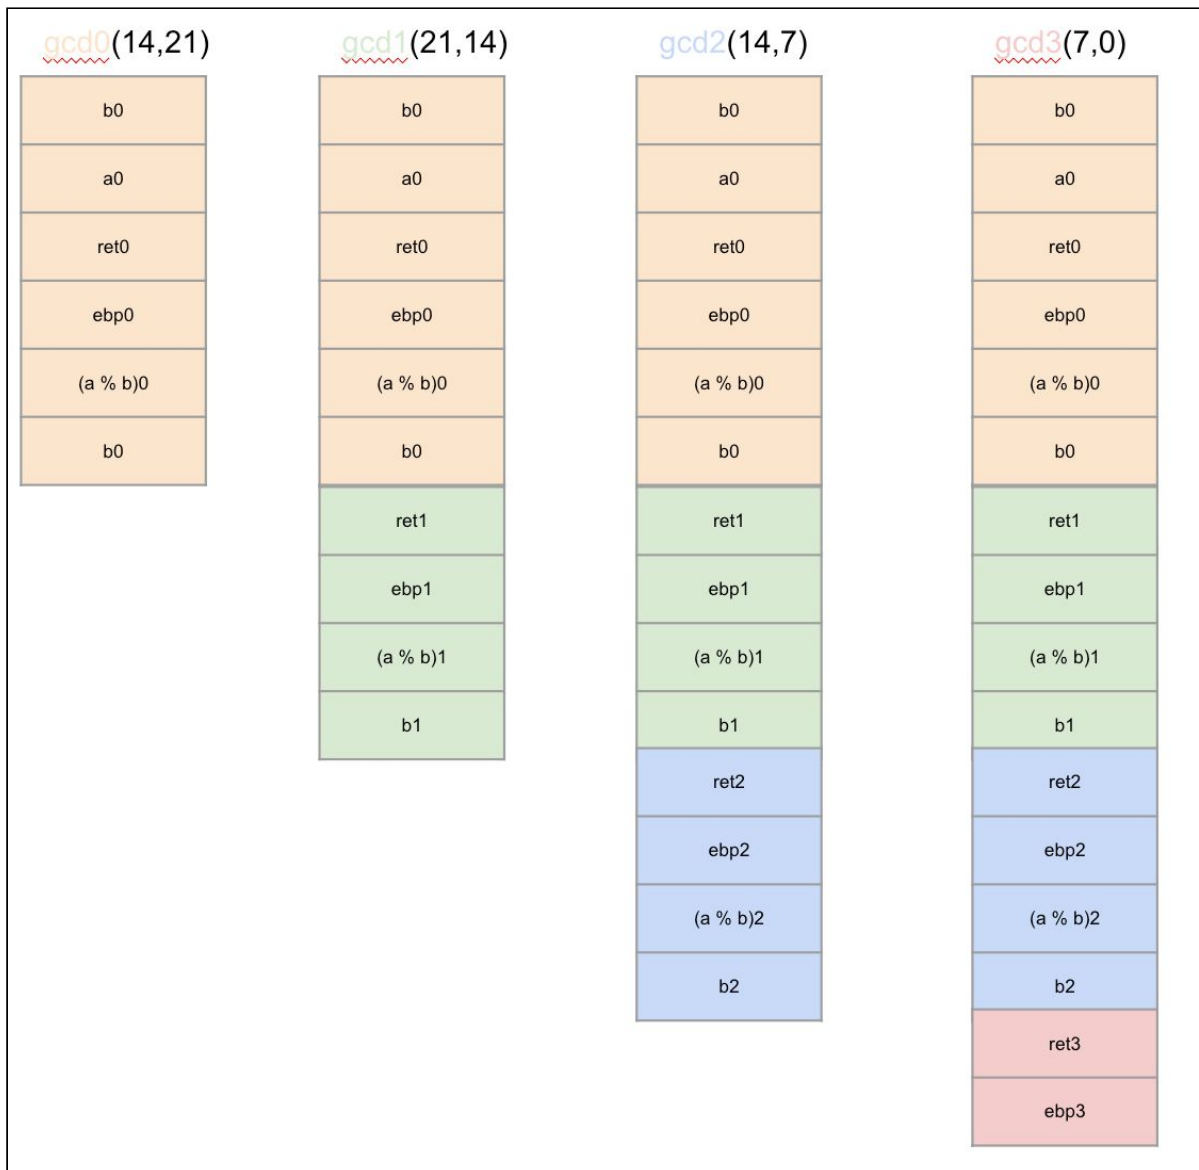 gcd0(14,21)
b0
a0
ret0
ebp0
(a % b)0
b0
gcd1(21,14)
b0
a0
ret0
ebp0
(a % b)0
b0
ret1
ebp1
(a % b)1
b1
gcd2(14,7)
b0
a0
ret0
ebp0
(a % b)0
b0
ret1
ebp1
(a % b)1
b1
ret2
ebp2
(a % b)2
b2
gcd3(7,0)
b0
a0
ret0
ebp0
(a % b)0
b0
ret1
ebp1
(a % b)1
b1
ret2
ebp2
(a % b)2
b2
ret3
ebp3